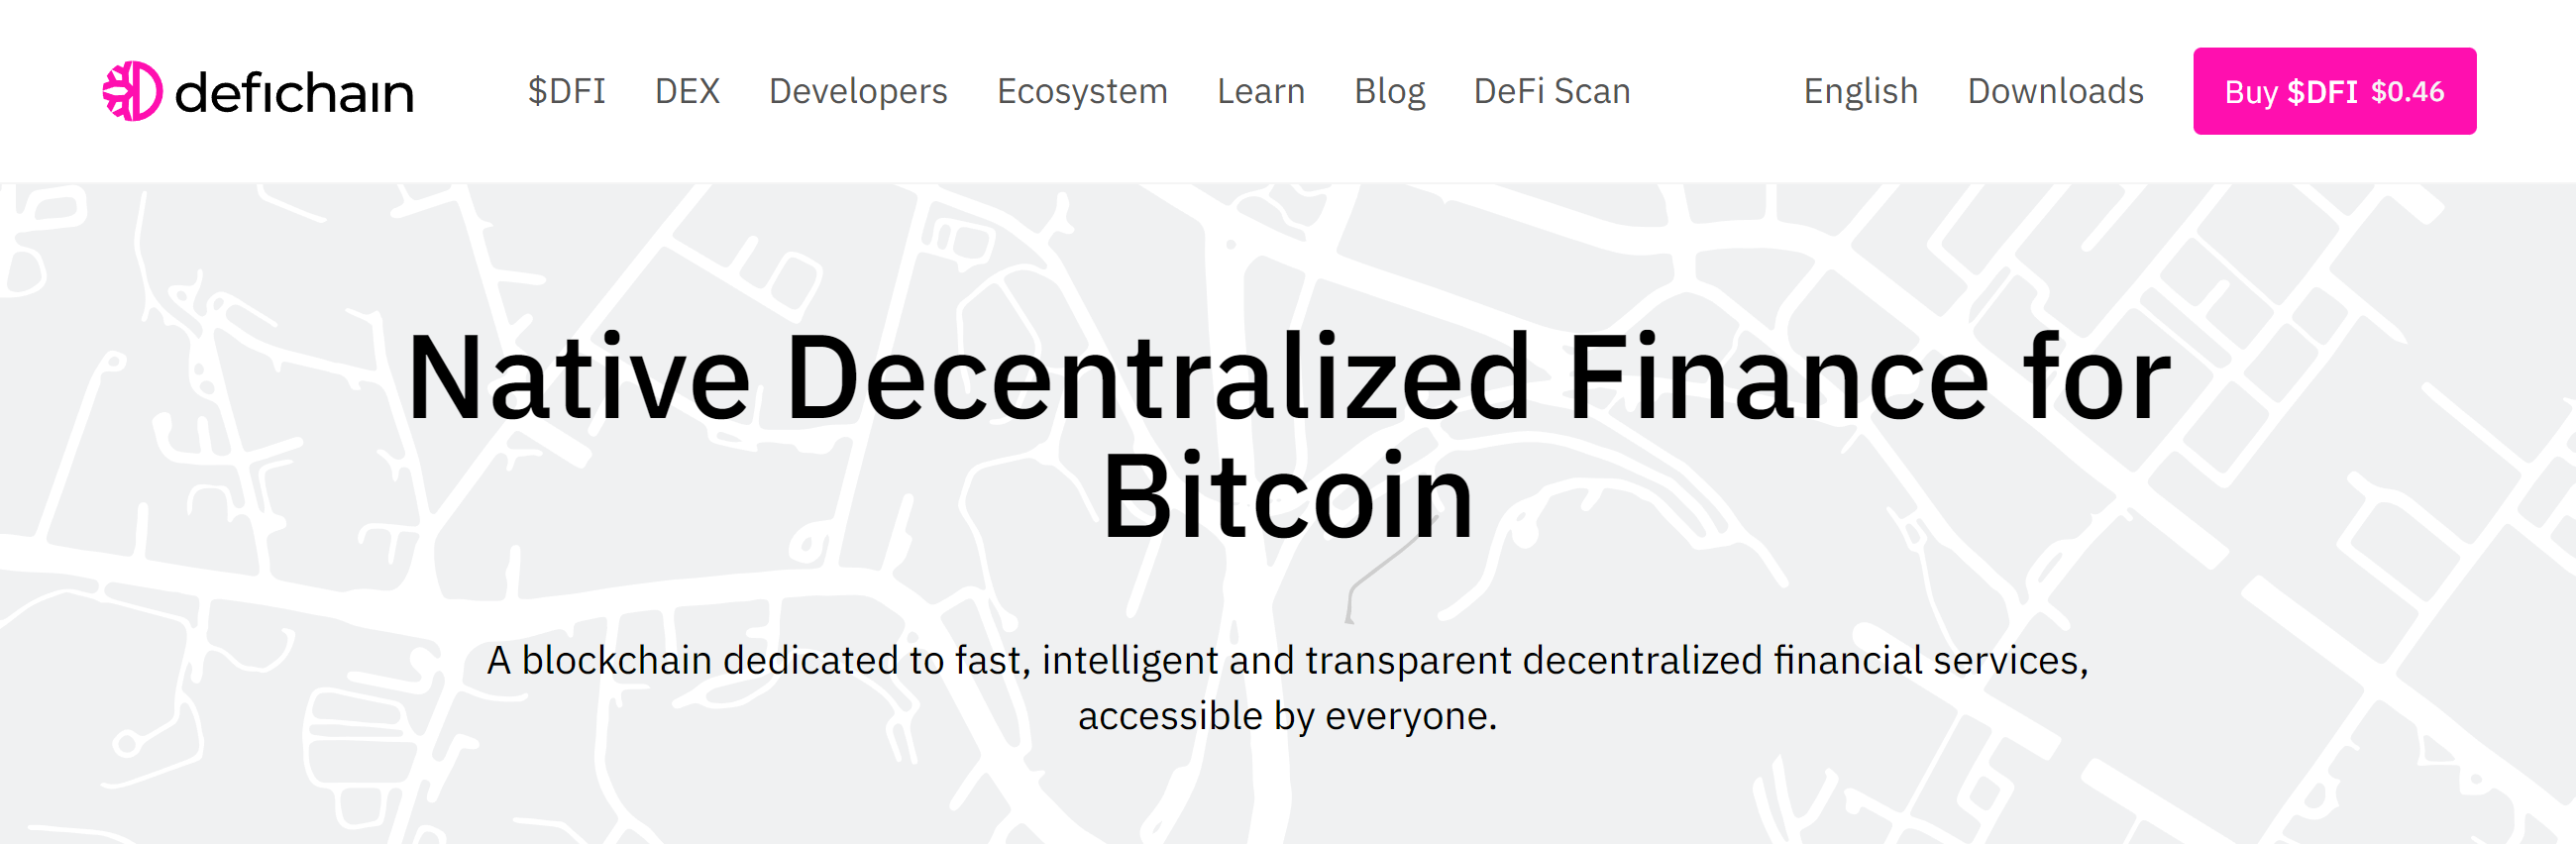 defichain
$DFI DEX Developers Ecosystem Learn Blog DeFi Scan English Downloads Buy $DFI $0.46
Native Decentralized Finance for
Bitcoin
A blockchain dedicated to fast, intelligent and transparent decentralized financial services,
accessible by everyone.